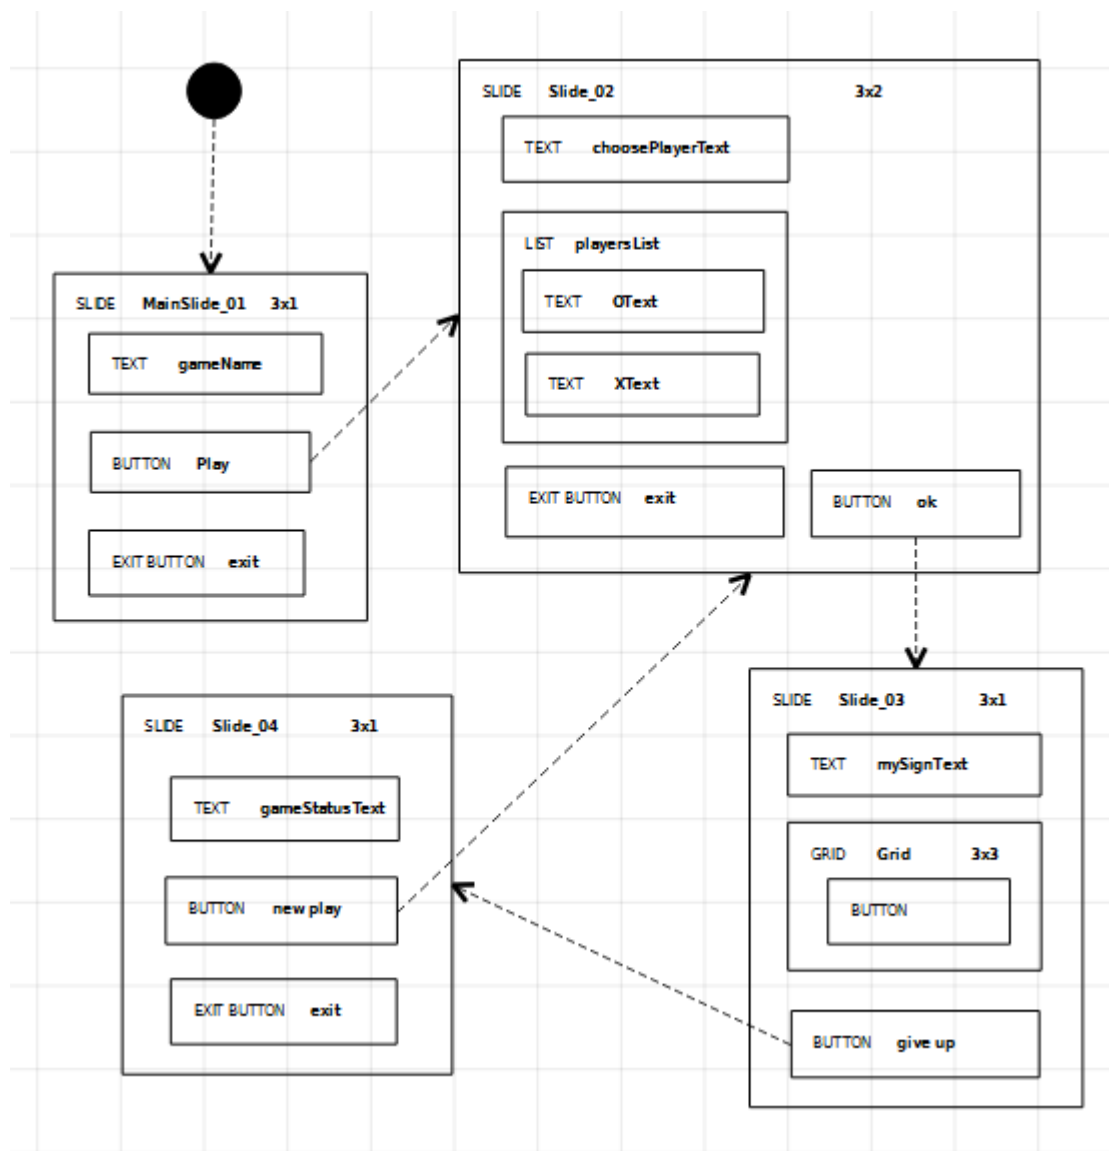 SLIDE MainSlide_01 3x1
TEXT gameName
BUTTON Play
EXIT BUTTON exit
SLIDE Slide_02 3x2
TEXT choosePlayerText
LIST playersList
TEXT OText
TEXT XText
EXIT BUTTON exit
BUTTON ok
SLIDE Slide_03 3x1
TEXT mySignText
GRID Grid 3x3
BUTTON
BUTTON give up
SLIDE Slide_04 3x1
TEXT gameStatusText
BUTTON new play
EXIT BUTTON exit